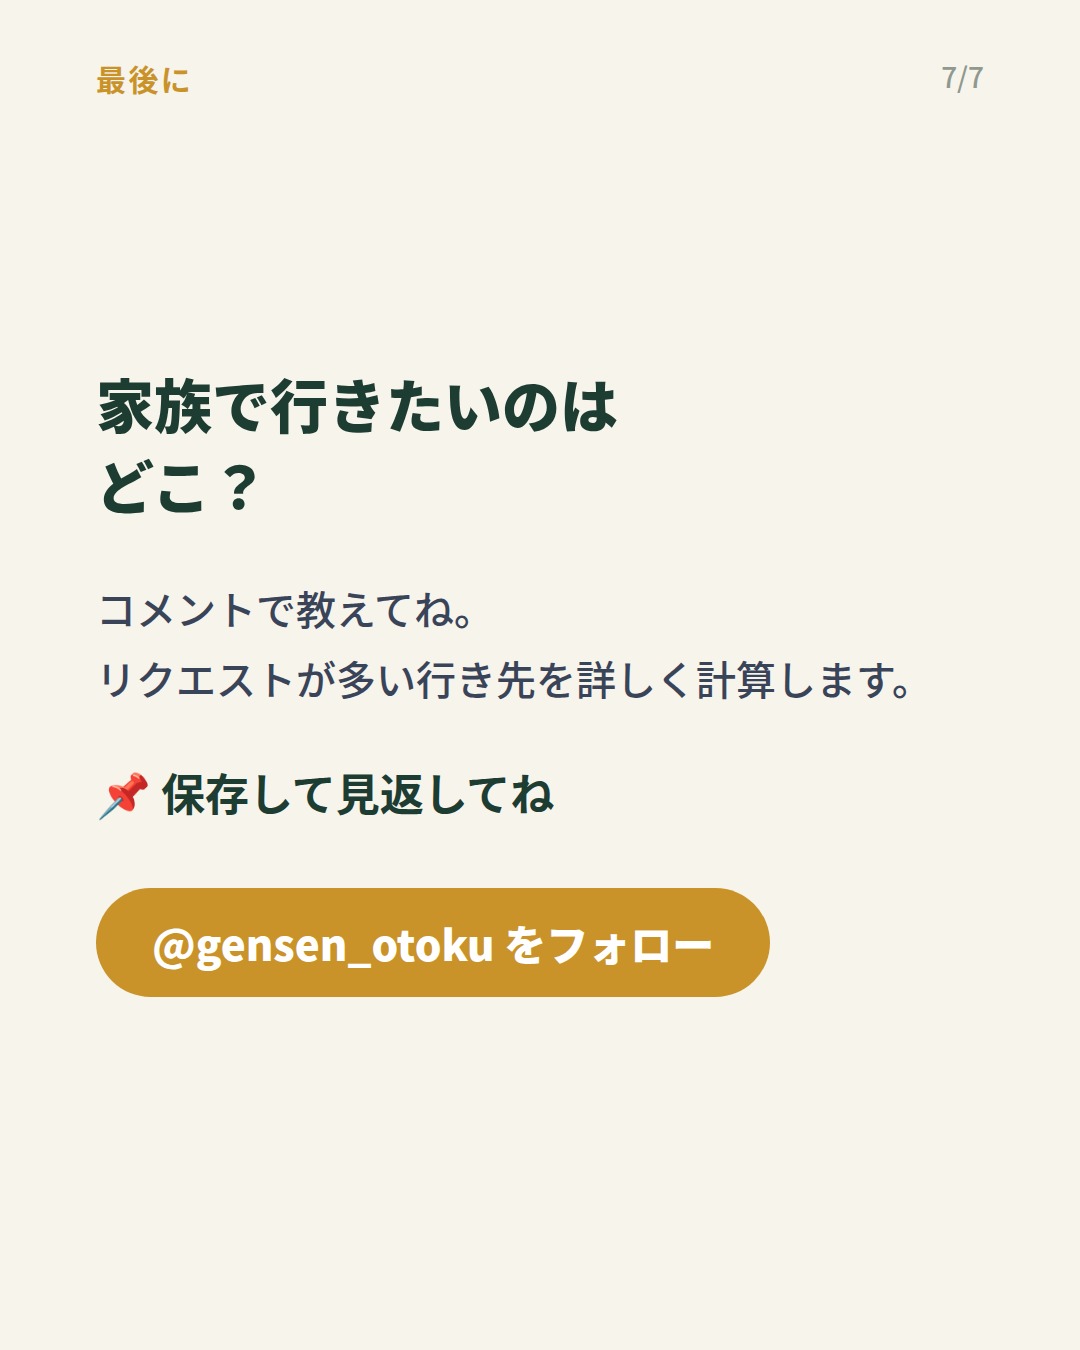 最後に
7/7
家族で行きたいのは
どこ？
コメントで教えてね。
リクエストが多い行き先を詳しく計算します。
📌 保存して見返してね
@gensen_otoku をフォロー